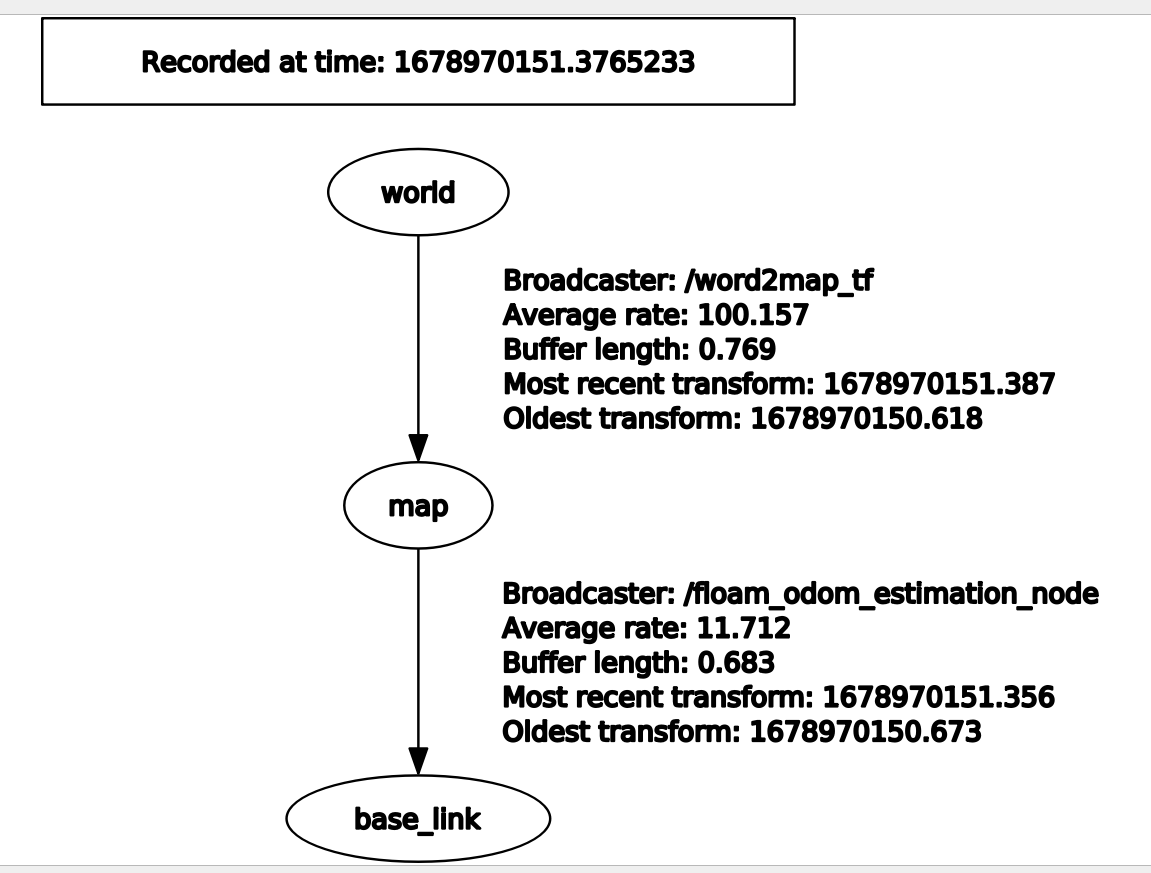 Recorded at time: 1678970151.3765233
world
Broadcaster: /word2map_tf
Average rate: 100.157
Buffer length: 0.769
Most recent transform: 1678970151.387
Oldest transform: 1678970150.618
map
Broadcaster: /floam_odom_estimation_node
Average rate: 11.712
Buffer length: 0.683
Most recent transform: 1678970151.356
Oldest transform: 1678970150.673
base_link